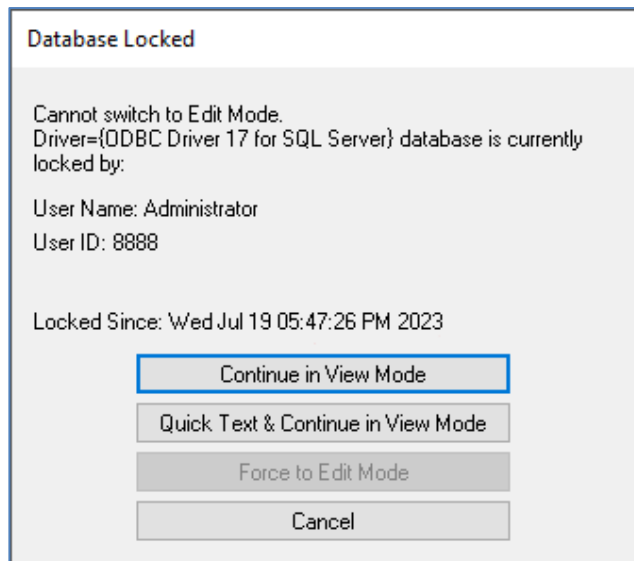 Database Locked
Cannot switch to Edit Mode.
Driver={ODBC Driver 17 for SQL Server} database is currently
locked by:
User Name: Administrator
User ID: 8888
Locked Since: Wed Jul 19 05:47:26 PM 2023
Continue in View Mode
Quick Text & Continue in View Mode
Force to Edit Mode
Cancel